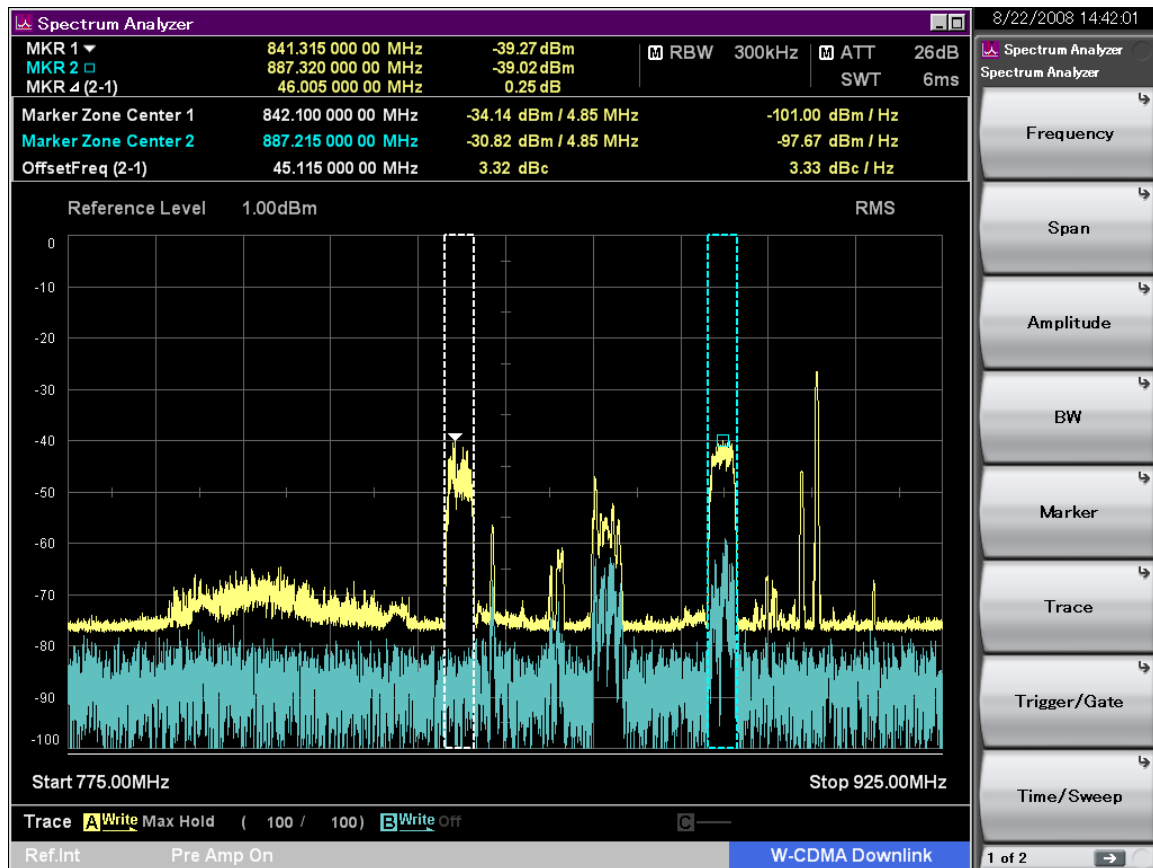 8/22/2008 14:42:01
Spectrum Analyzer
MKR 1 841.315 000 00 MHz -39.27 dBm
MKR 2 887.320 000 00 MHz -39.02 dBm
MKR (2-1) 46.005 000 00 MHz 0.25 dB
M RBW 300kHz M ATT 26dB
SWT 6ms
Marker Zone Center 1 842.100 000 00 MHz -34.14 dBm / 4.85 MHz -101.00 dBm / Hz
Marker Zone Center 2 887.215 000 00 MHz -30.82 dBm / 4.85 MHz -97.67 dBm / Hz
OffsetFreq (2-1) 45.115 000 00 MHz 3.32 dBc 3.33 dBc / Hz
Reference Level 1.00dBm RMS
0
-10
-20
-30
-40
-50
-60
-70
-80
-90
-100
Start 775.00MHz Stop 925.00MHz
Trace A Write Max Hold ( 100 / 100) B Write Off C
Ref.Int Pre Amp On W-CDMA Downlink
Spectrum Analyzer
Spectrum Analyzer
Frequency
Span
Amplitude
BW
Marker
Trace
Trigger/Gate
Time/Sweep
1 of 2